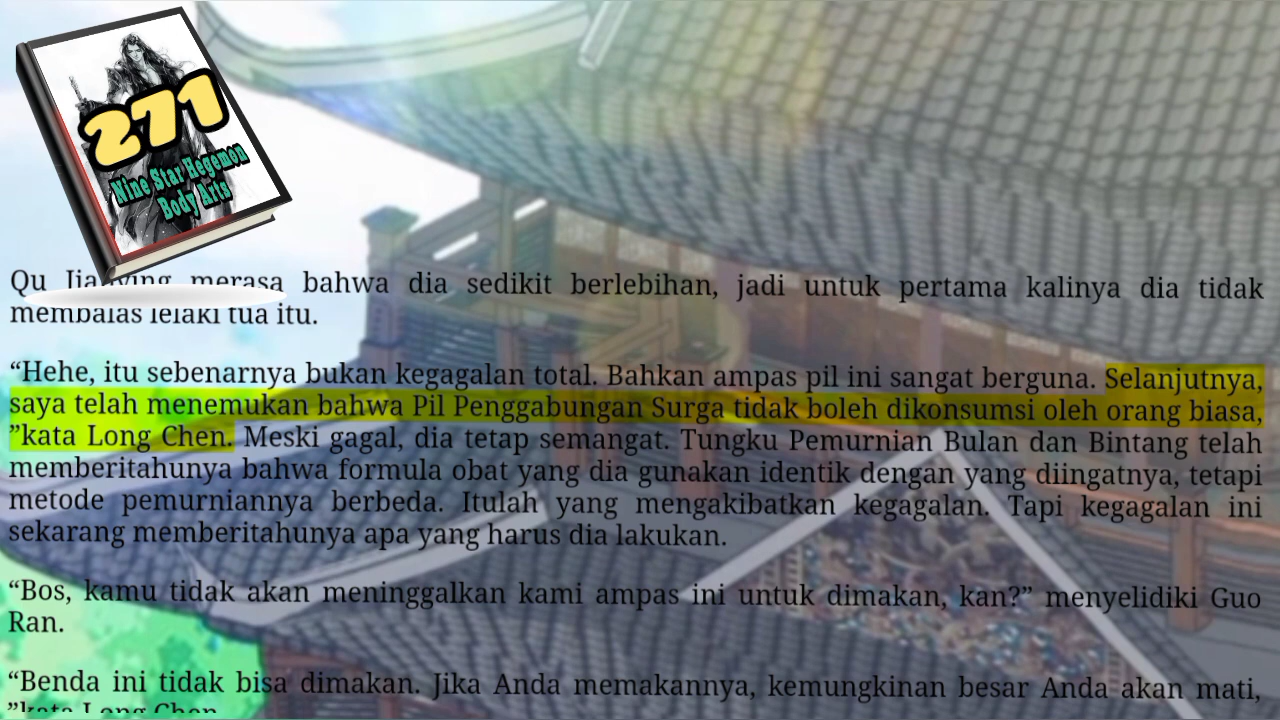 271
Nine Star Hegemon
Body Arts
Qu Jianying merasa bahwa dia sedikit berlebihan, jadi untuk pertama kalinya dia tidak
membalas lelaki tua itu.
“Hehe, itu sebenarnya bukan kegagalan total. Bahkan ampas pil ini sangat berguna. Selanjutnya,
saya telah menemukan bahwa Pil Penggabungan Surga tidak boleh dikonsumsi oleh orang biasa,
”kata Long Chen. Meski gagal, dia tetap semangat. Tungku Pemurnian Bulan dan Bintang telah
memberitahunya bahwa formula obat yang dia gunakan identik dengan yang diingatnya, tetapi
metode pemurniannya berbeda. Itulah yang mengakibatkan kegagalan. Tapi kegagalan ini
sekarang memberitahunya apa yang harus dia lakukan.
“Bos, kamu tidak akan meninggalkan kami ampas ini untuk dimakan, kan?” menyelidiki Guo
Ran.
“Benda ini tidak bisa dimakan. Jika Anda memakannya, kemungkinan besar Anda akan mati,
”kata Long Chen.